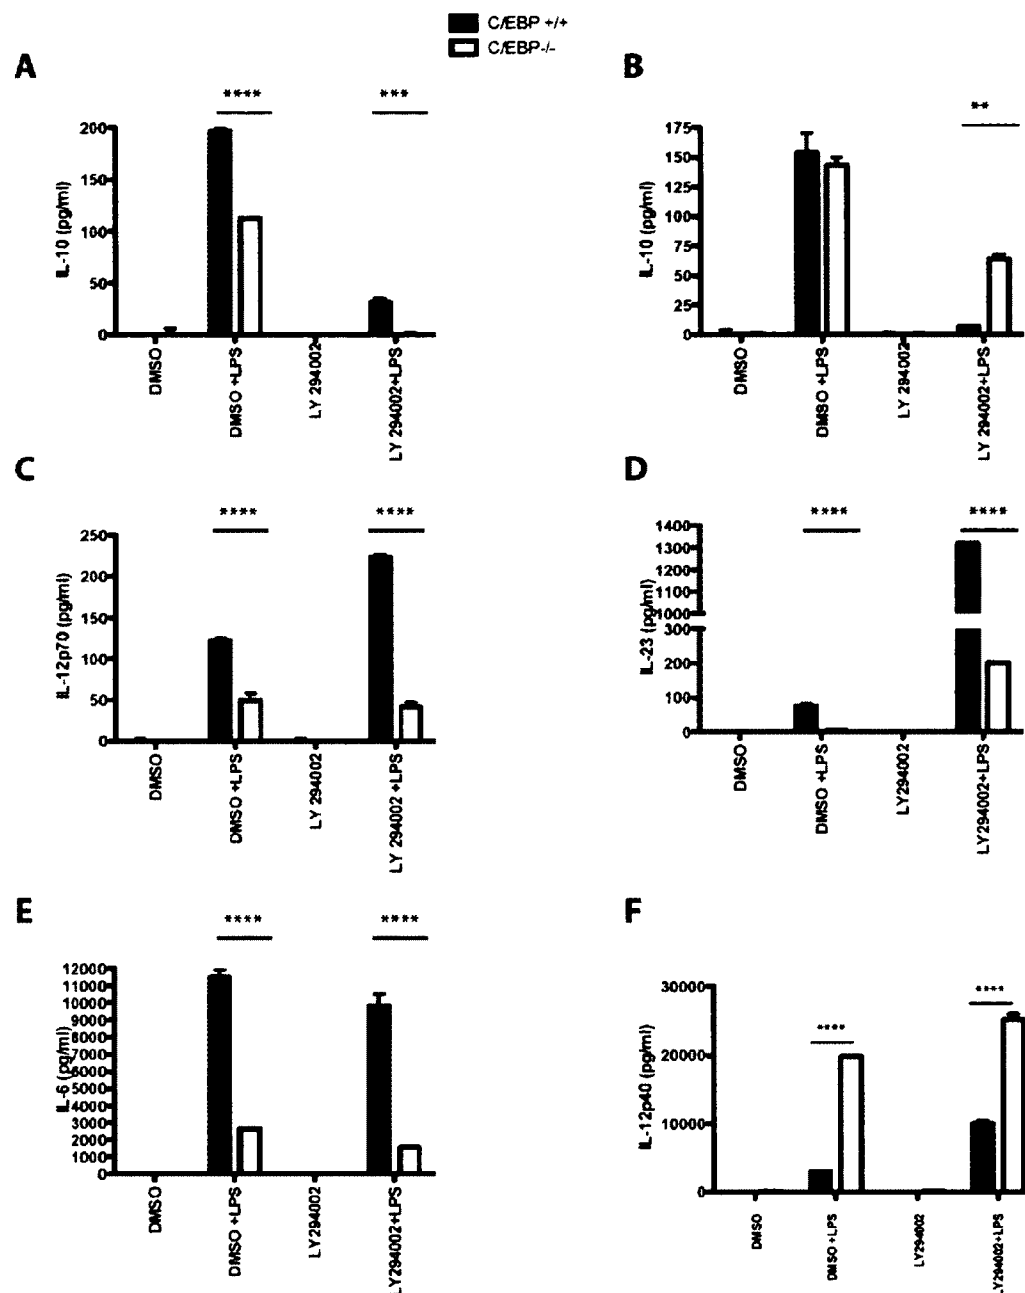 C/EBP +/+
C/EBP-/-
A
****
***
IL-10 (pg/ml)
200
150
100
50
0
DMSO
DMSO +LPS
LY 294002
LY 294002+LPS
B
**
IL-10 (pg/ml)
175
150
125
100
75
50
25
0
DMSO
DMSO +LPS
LY 294002
LY 294002+LPS
C
****
****
IL-12p70 (pg/ml)
250
200
150
100
50
0
DMSO
DMSO +LPS
LY 294002
LY 294002 +LPS
D
****
****
IL-23 (pg/ml)
1400
1300
1200
1100
1000
300
200
100
0
DMSO
DMSO +LPS
LY294002
LY294002+LPS
E
****
****
IL-6 (pg/ml)
12000
11000
10000
9000
8000
7000
6000
5000
4000
3000
2000
1000
0
DMSO
DMSO +LPS
LY294002
LY294002+LPS
F
****
****
IL-12p40 (pg/ml)
30000
20000
10000
0
DMSO
DMSO +LPS
LY294002
LY294002+LPS